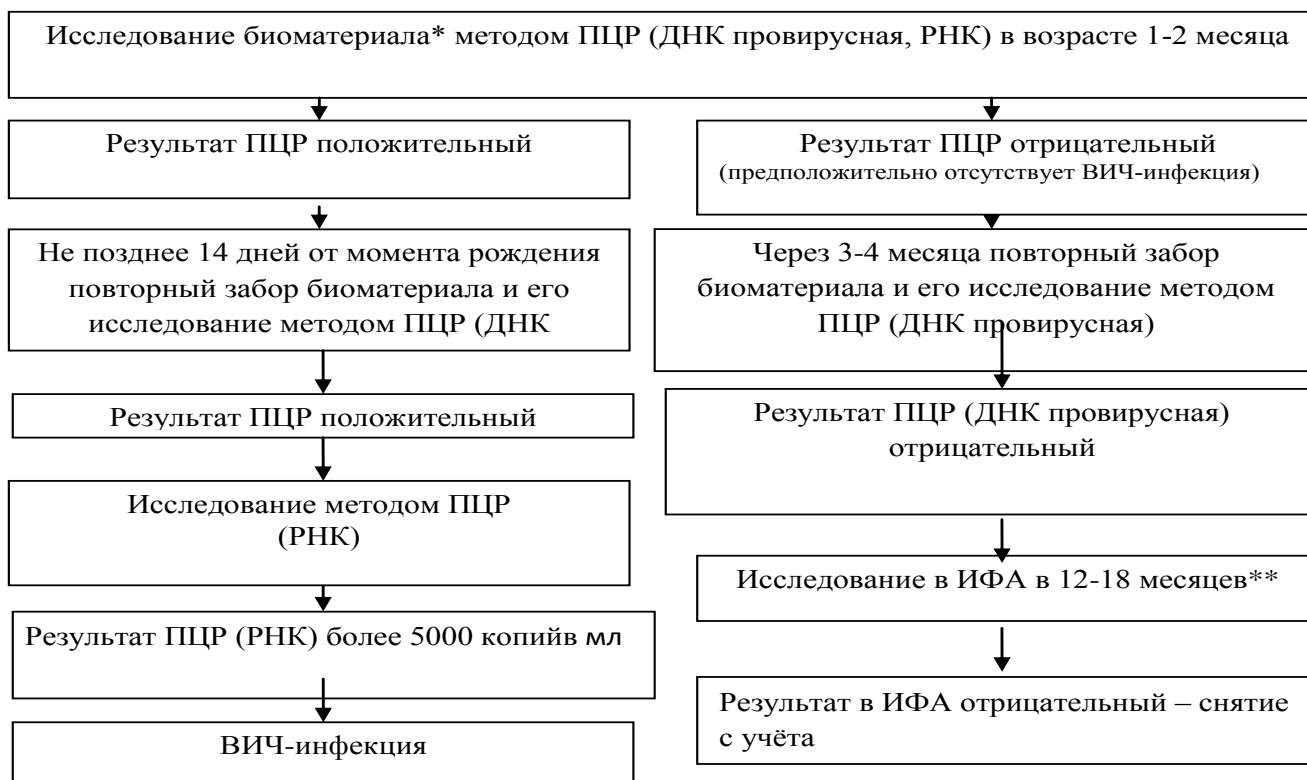 Исследование биоматериала* методом ПЦР (ДНК провирусная, РНК) в возрасте 1-2 месяца
Результат ПЦР положительный
Не позднее 14 дней от момента рождения
повторный забор биоматериала и его
исследование методом ПЦР (ДНК
Результат ПЦР положительный
Исследование методом ПЦР
(РНК)
Результат ПЦР (РНК) более 5000 копийв мл
ВИЧ-инфекция
Результат ПЦР отрицательный
(предположительно отсутствует ВИЧ-инфекция)
Через 3-4 месяца повторный забор
биоматериала и его исследование методом
ПЦР (ДНК провирусная)
Результат ПЦР (ДНК провирусная)
отрицательный
Исследование в ИФА в 12-18 месяцев**
Результат в ИФА отрицательный – снятие
с учёта